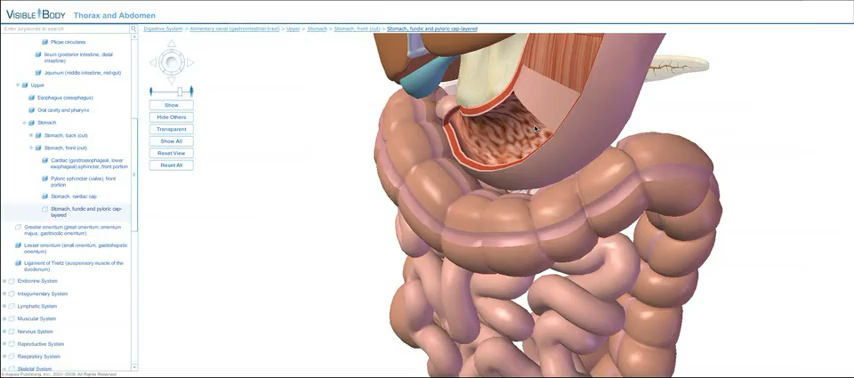 VISIBLE BODY Thorax and Abdomen
Enter keywords to search
Digestive System > Alimentary canal (gastrointestinal tract) > Upper > Stomach > Stomach, front (cut) > Stomach, fundic and pyloric cap-layered
Plicae circulares
Ileum (posterior intestine, distal
intestine)
Jejunum (middle intestine, midgut)
Upper
Esophagus (oesophagus)
Oral cavity and pharynx
Stomach
Stomach, back (cut)
Stomach, front (cut)
Cardiac (gastroesophageal, lower
esophageal) sphincter, front portion
Pyloric sphincter (valve), front
portion
Stomach, cardiac cap
Stomach, fundic and pyloric cap-
layered
Greater omentum (great omentum, omentum
majus, gastrocolic omentum)
Lesser omentum (small omentum, gastrohepatic
omentum)
Ligament of Treitz (suspensory muscle of the
duodenum)
Endocrine System
Integumentary System
Lymphatic System
Muscular System
Nervous System
Reproductive System
Respiratory System
Skeletal System
Show
Hide Others
Transparent
Show All
Reset View
Reset All
All Rights Reserved